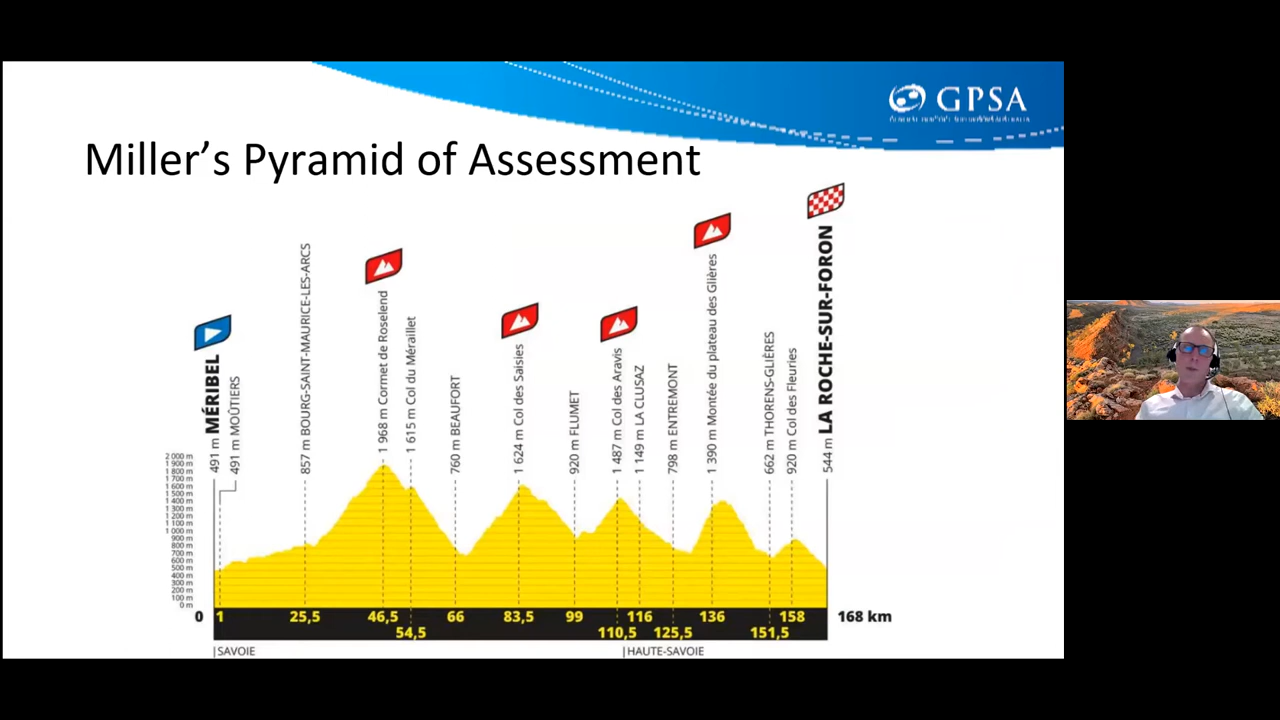 GPSA
Miller's Pyramid of Assessment
491 m MÉRIBEL
491 m MOÛTIERS
857 m BOURG-SAINT-MAURICE-LES-ARCS
1 968 m Cormet de Roselend
1 615 m Col du Méraillet
760 m BEAUFORT
1 624 m Col des Saisies
920 m FLUMET
1 487 m Col des Aravis
1 149 m LA CLUSAZ
798 m ENTREMONT
1 390 m Montée du plateau des Glières
662 m THORENS-GLIÈRES
920 m Col des Fleuries
544 m LA ROCHE-SUR-FORON
2 000 m
1 900 m
1 800 m
1 700 m
1 600 m
1 500 m
1 400 m
1 300 m
1 200 m
1 100 m
1 000 m
900 m
800 m
700 m
600 m
500 m
400 m
300 m
200 m
100 m
0 m
0 1 25,5 46,5 66 83,5 99 116 136 158 168 km
54,5 110,5 125,5 151,5
|SAVOIE |HAUTE-SAVOIE